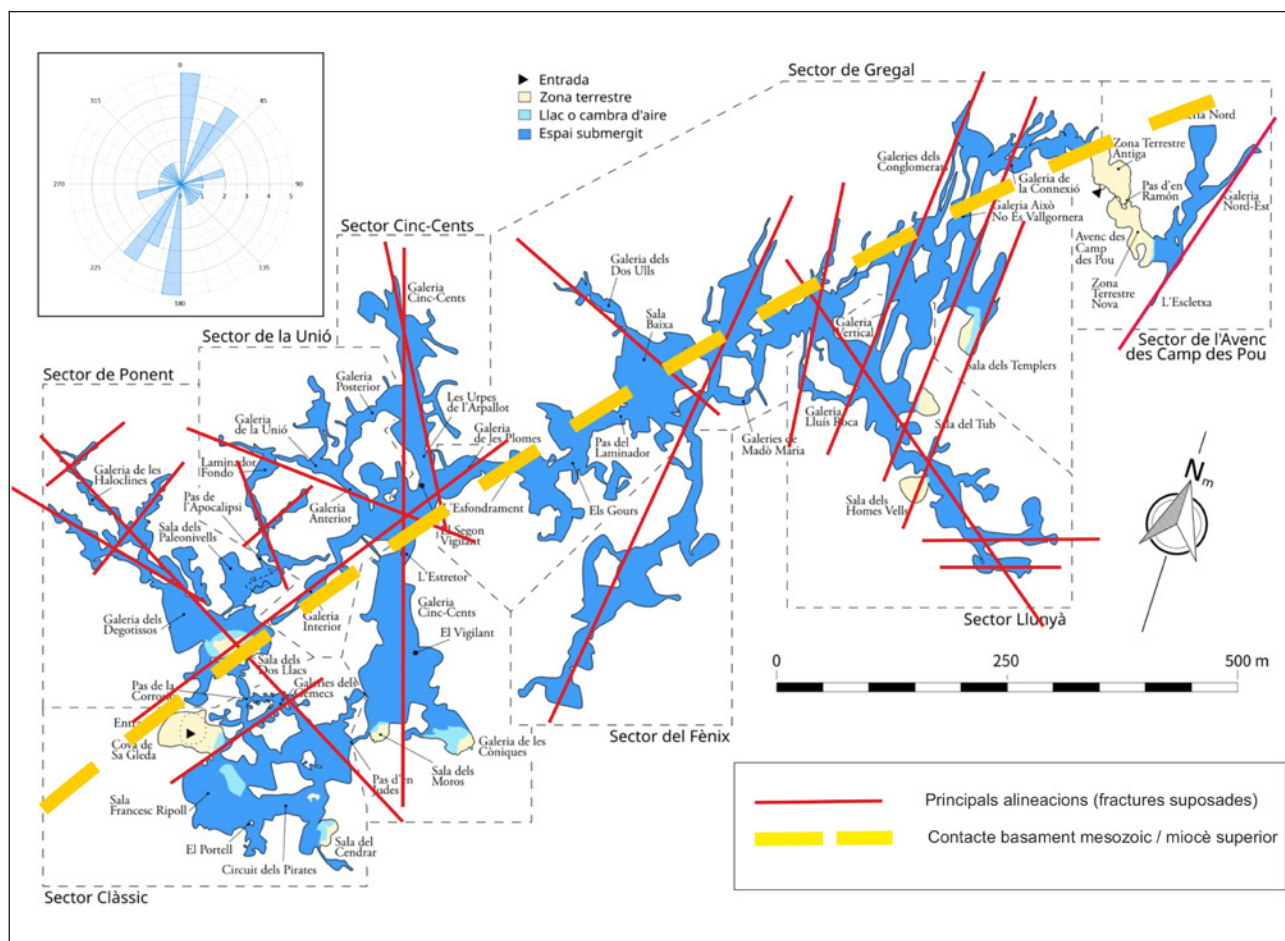 0
45
90
135
180
225
270
315
0 1 2 3 4 5
Entrada
Zona terrestre
Llac o cambra d'aire
Espai submergit
Sector de Gregal
Galeries dels
Conglomerats
Galeria de
la Connexió
Galeria Això
No Es Vallgornera
Zona Terrestre
Antiga
Pas d'en
Ramón
Galeria
Nord-Est
Avenc des
Camp
des Pou
Zona
Terrestre
Nova
L'Escletxa
Sector de l'Avenc
des Camp des Pou
Sector Cinc-Cents
Galeria
Cinc-Cents
Galeria dels
Dos Ulls
Sala
Baixa
Galeria
Vertical
Sala dels Templers
Sector de la Unió
Galeria
Posterior
Les Urpes
de l'Arpallot
Galeria
de les Plomes
Galeria
de la Unió
Laminador
Fondo
Galeria
Anterior
L'Esfondrament
El Segon
Vigilant
Pas del
Laminador
Els Gours
Galeries de
Madò Maria
Galeria
Lluís Roca
Sala del Tub
Sala dels
Homes Vells
Sector de Ponent
Galeria de les
Haloclines
Pas de
l'Apocalipsi
Sala dels
Paleonivells
Galeria dels
Degotissos
Galeria
Interior
L'Estretor
Galeria
Cinc-Cents
El Vigilant
Sala dels
Dos Llacs
Pas de la
Galeries dels
Gemecs
Cova de
Sa Gleda
Sala
Francesc Ripoll
El Portell
Circuit dels Pirates
Sala del
Cendrar
Pas d'en
Judes
Sala dels
Moros
Galeria de les
Còniques
Sector Clàssic
Sector del Fènix
Sector Llunyà
Nm
0 250 500 m
Principals alineacions (fractures suposades)
Contacte basament mesozoic / miocè superior